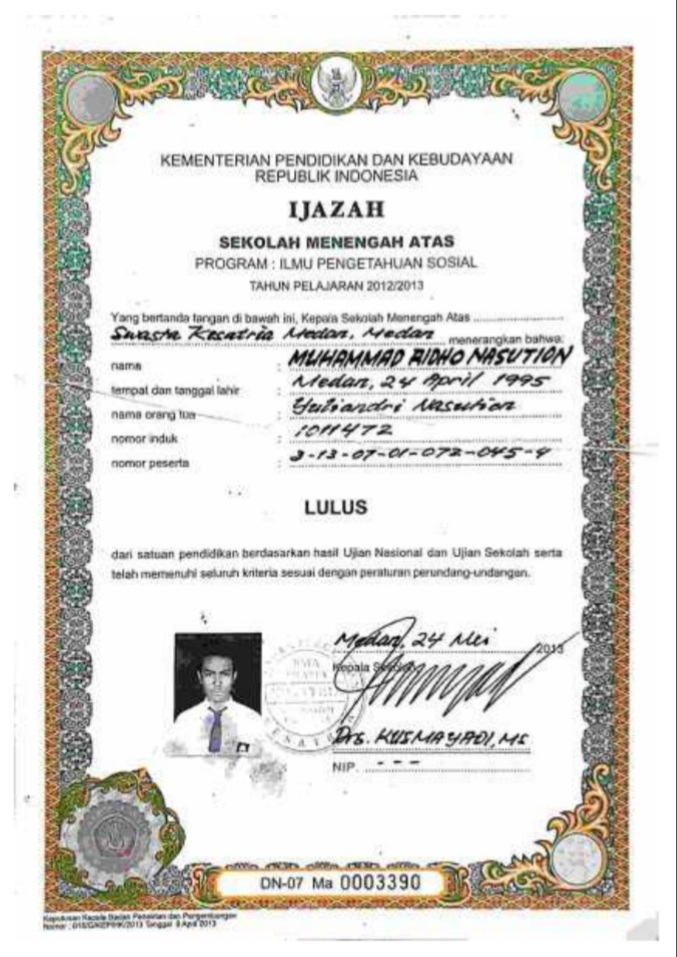 KEMENTERIAN PENDIDIKAN DAN KEBUDAYAAN
REPUBLIK INDONESIA
IJAZAH
SEKOLAH MENENGAH ATAS
PROGRAM : ILMU PENGETAHUAN SOSIAL
TAHUN PELAJARAN 2012/2013
Yang bertanda tangan di bawah ini, Kepala Sekolah Menengah Atas
Swasta Kesatria Medan, Medan menerangkan bahwa:
nama : MUHAMMAD RIDHO NASUTION
tempat dan tanggal lahir : Medan, 24 April 1995
nama orang tua : Yuliandri Nasution
nomor induk : 1011472
nomor peserta : 3-13-07-01-072-045-4
LULUS
dari satuan pendidikan berdasarkan hasil Ujian Nasional dan Ujian Sekolah serta
telah memenuhi seluruh kriteria sesuai dengan peraturan perundang-undangan.
Medan, 24 Mei 2013
Kepala Sekolah
Drs. KUSMAYADI, MS
NIP. - - -
DN-07 Ma 0003390
Keputusan Kepala Badan Penelitian dan Pengembangan
Nomor : 016/G/KEP/HK/2013 Tanggal 8 April 2013